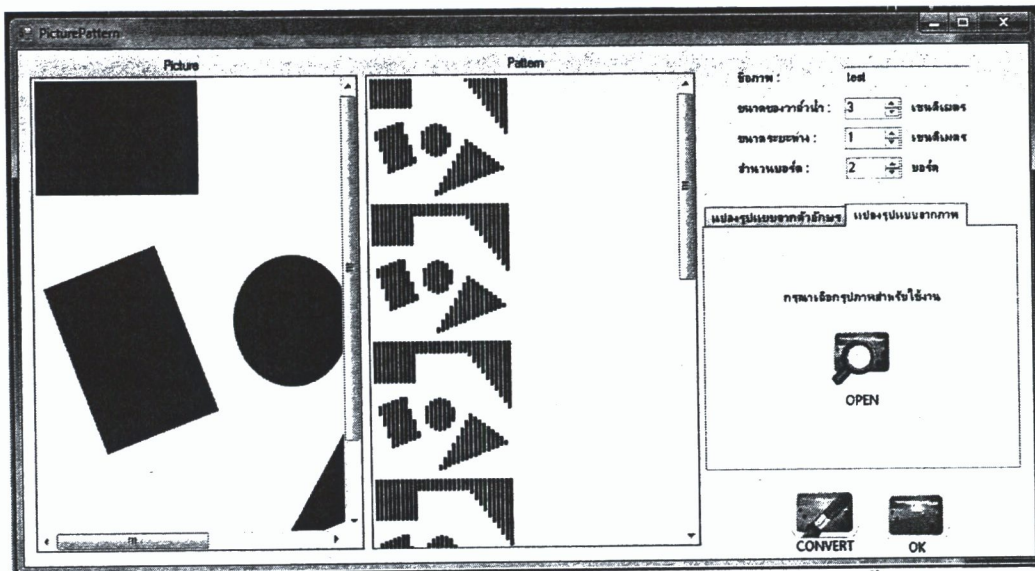 PicturePattern
Picture
Pattern
ชื่อภาพ : test
ขนาดของวาล์วน้ำ : 3 เซนติเมตร
ขนาดระยะห่าง : 1 เซนติเมตร
จำนวนบอร์ด : 2 บอร์ด
แปลงรูปแบบจากตัวอักษร แปลงรูปแบบจากภาพ
กรุณาเลือกรูปภาพสำหรับใช้งาน
OPEN
CONVERT OK